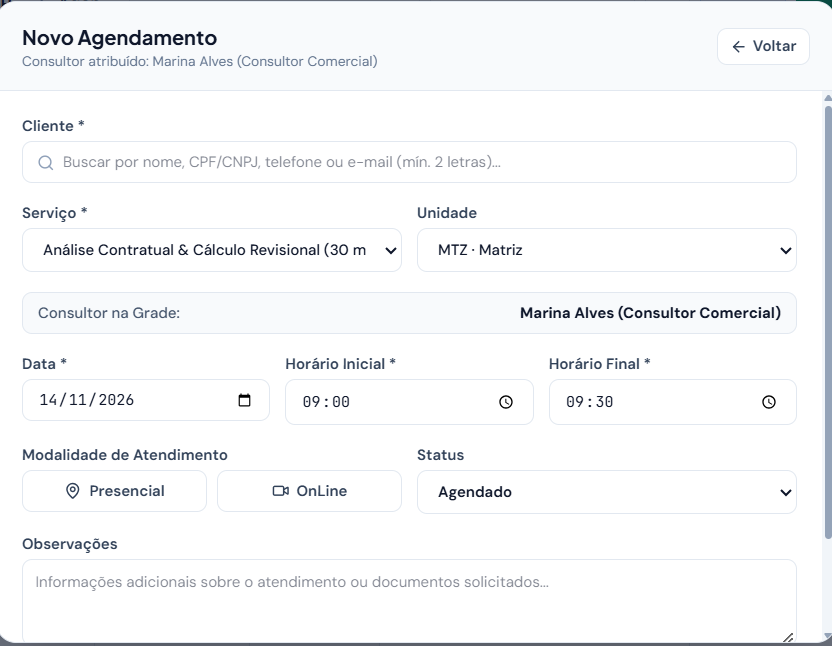 Novo Agendamento
Consultor atribuído: Marina Alves (Consultor Comercial)
Voltar
Cliente *
Buscar por nome, CPF/CNPJ, telefone ou e-mail (mín. 2 letras)...
Serviço *
Unidade
Análise Contratual & Cálculo Revisional (30 m
MTZ · Matriz
Consultor na Grade:
Marina Alves (Consultor Comercial)
Data *
Horário Inicial *
Horário Final *
14/11/2026
09:00
09:30
Modalidade de Atendimento
Status
Presencial
OnLine
Agendado
Observações
Informações adicionais sobre o atendimento ou documentos solicitados...